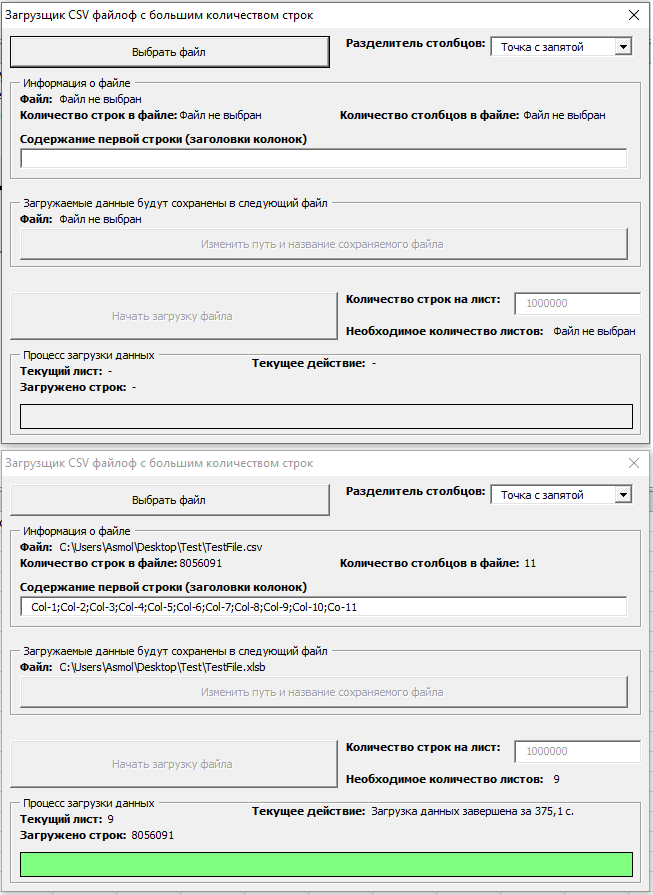 Загрузщик CSV файлоф с большим количеством строк
Выбрать файл
Разделитель столбцов: Точка с запятой
Информация о файле
Файл: Файл не выбран
Количество строк в файле: Файл не выбран Количество столбцов в файле: Файл не выбран
Содержание первой строки (заголовки колонок)
Загружаемые данные будут сохранены в следующий файл
Файл: Файл не выбран
Изменить путь и название сохраняемого файла
Начать загрузку файла
Количество строк на лист: 1000000
Необходимое количество листов: Файл не выбран
Процесс загрузки данных
Текущий лист: - Текущее действие: -
Загружено строк: -
Загрузщик CSV файлоф с большим количеством строк
Выбрать файл
Разделитель столбцов: Точка с запятой
Информация о файле
Файл: C:\Users\Asmol\Desktop\Test\TestFile.csv
Количество строк в файле: 8056091 Количество столбцов в файле: 11
Содержание первой строки (заголовки колонок)
Col-1;Col-2;Col-3;Col-4;Col-5;Col-6;Col-7;Col-8;Col-9;Col-10;Co-11
Загружаемые данные будут сохранены в следующий файл
Файл: C:\Users\Asmol\Desktop\Test\TestFile.xlsb
Изменить путь и название сохраняемого файла
Начать загрузку файла
Количество строк на лист: 1000000
Необходимое количество листов: 9
Процесс загрузки данных
Текущий лист: 9 Текущее действие: Загрузка данных завершена за 375,1 с.
Загружено строк: 8056091